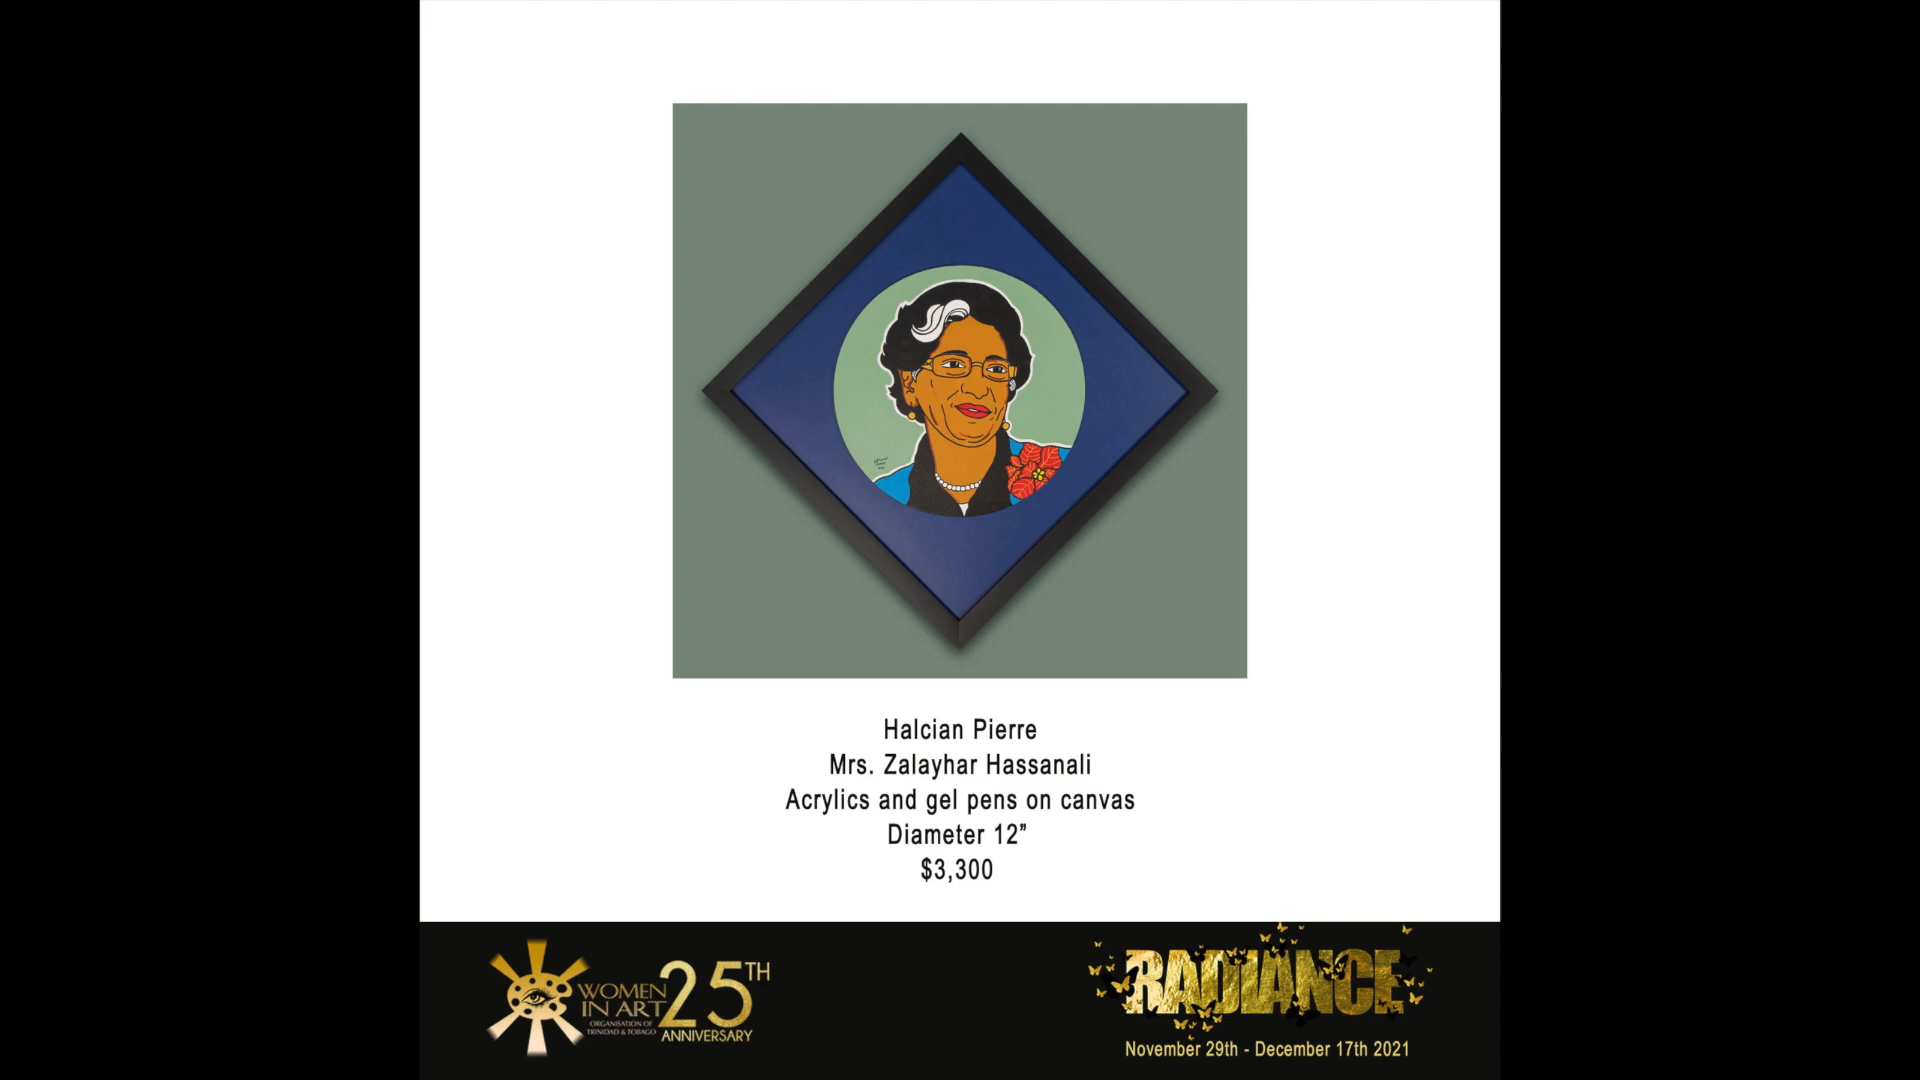 Halcian Pierre
Mrs. Zalayhar Hassanali
Acrylics and gel pens on canvas
Diameter 12”
$3,300
WOMEN
IN ART
ORGANISATION OF
TRINIDAD & TOBAGO
25TH
ANNIVERSARY
RADIANCE
November 29th - December 17th 2021